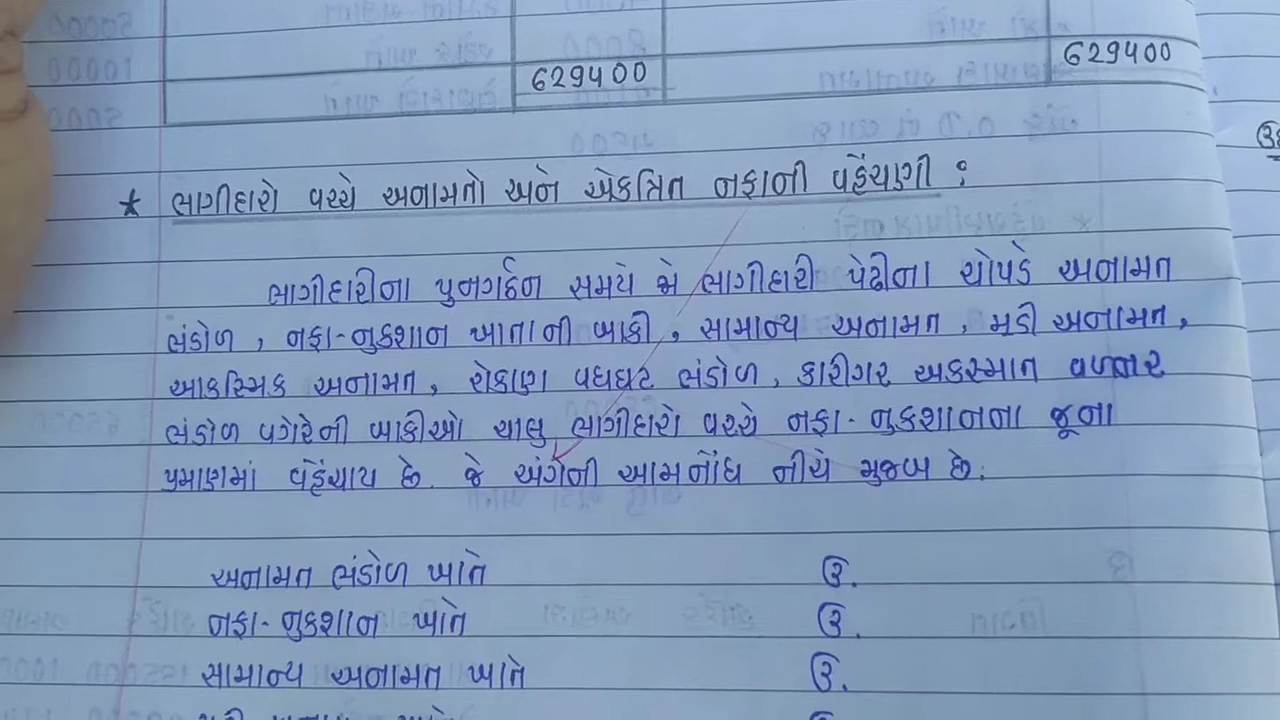 629400 629400
* ભાગીદારો વચ્ચે અનામતો અને એકત્રિત નફાની વહેંચણી :
ભાગીદારીના પુનર્ગઠન સમયે જો ભાગીદારી પેઢીના ચોપડે અનામત
ભંડોળ, નફા-નુકશાન ખાતાની બાકી, સામાન્ય અનામત, મૂડી અનામત,
આકસ્મિક અનામત, રોકાણ વધઘટ ભંડોળ, કારીગર અકસ્માત વળતર
ભંડોળ વગેરેની બાકીઓ ચાલુ ભાગીદારો વચ્ચે નફા-નુકશાનના જૂના
પ્રમાણમાં વહેંચાય છે. જે અંગેની આમનોંધ નીચે મુજબ છે.
અનામત ભંડોળ ખાતે ઉ.
નફા-નુકશાન ખાતે ઉ.
સામાન્ય અનામત ખાતે ઉ.